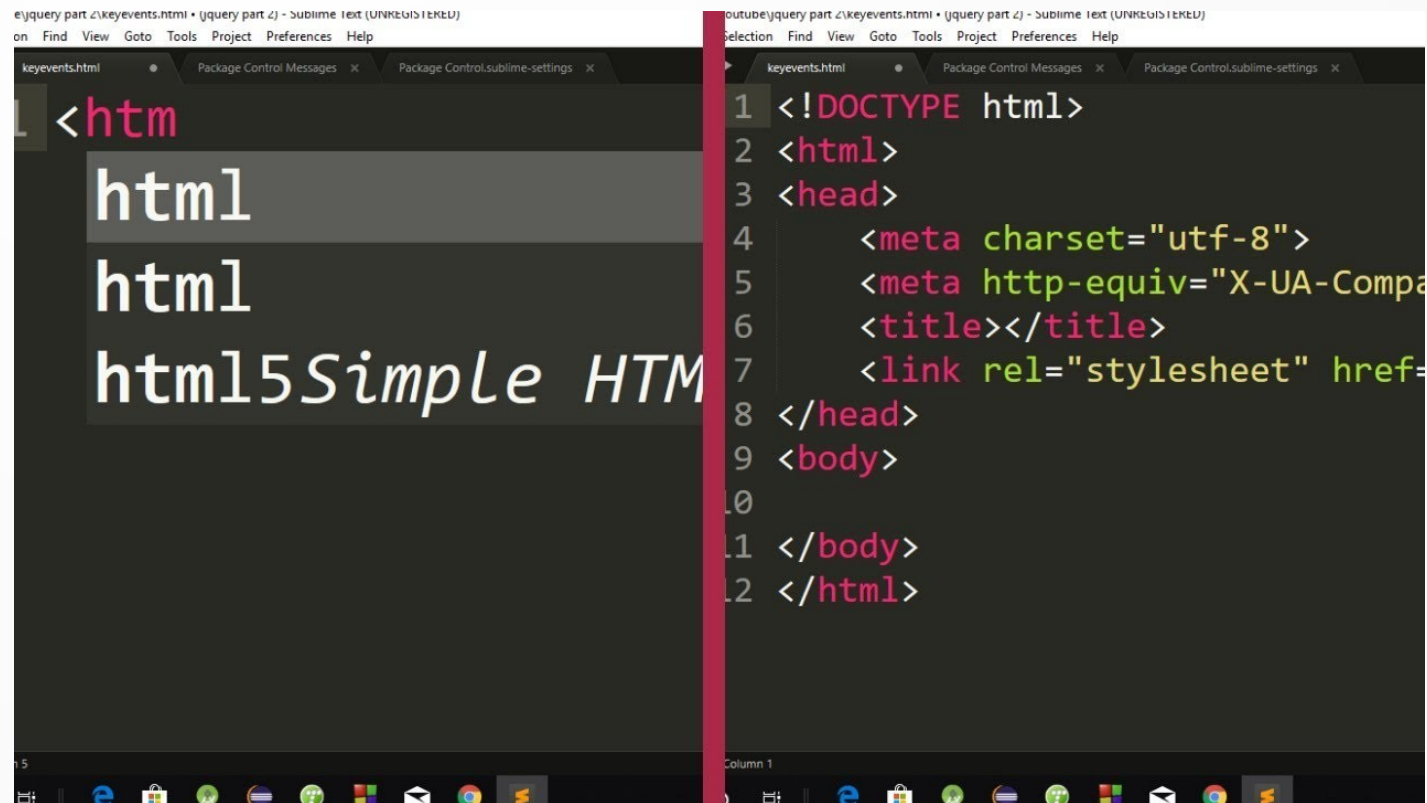 e\jquery part 2\keyevents.html • (jquery part 2) - Sublime Text (UNREGISTERED)
on Find View Goto Tools Project Preferences Help
keyevents.html Package Control Messages Package Control.sublime-settings
1 <htm
html
html
html5 Simple HTM
n 5
outube\jquery part 2\keyevents.html • (jquery part 2) - Sublime Text (UNREGISTERED)
Selection Find View Goto Tools Project Preferences Help
keyevents.html Package Control Messages Package Control.sublime-settings
1 <!DOCTYPE html>
2 <html>
3 <head>
4 <meta charset="utf-8">
5 <meta http-equiv="X-UA-Compa
6 <title></title>
7 <link rel="stylesheet" href=
8 </head>
9 <body>
10
11 </body>
12 </html>
Column 1